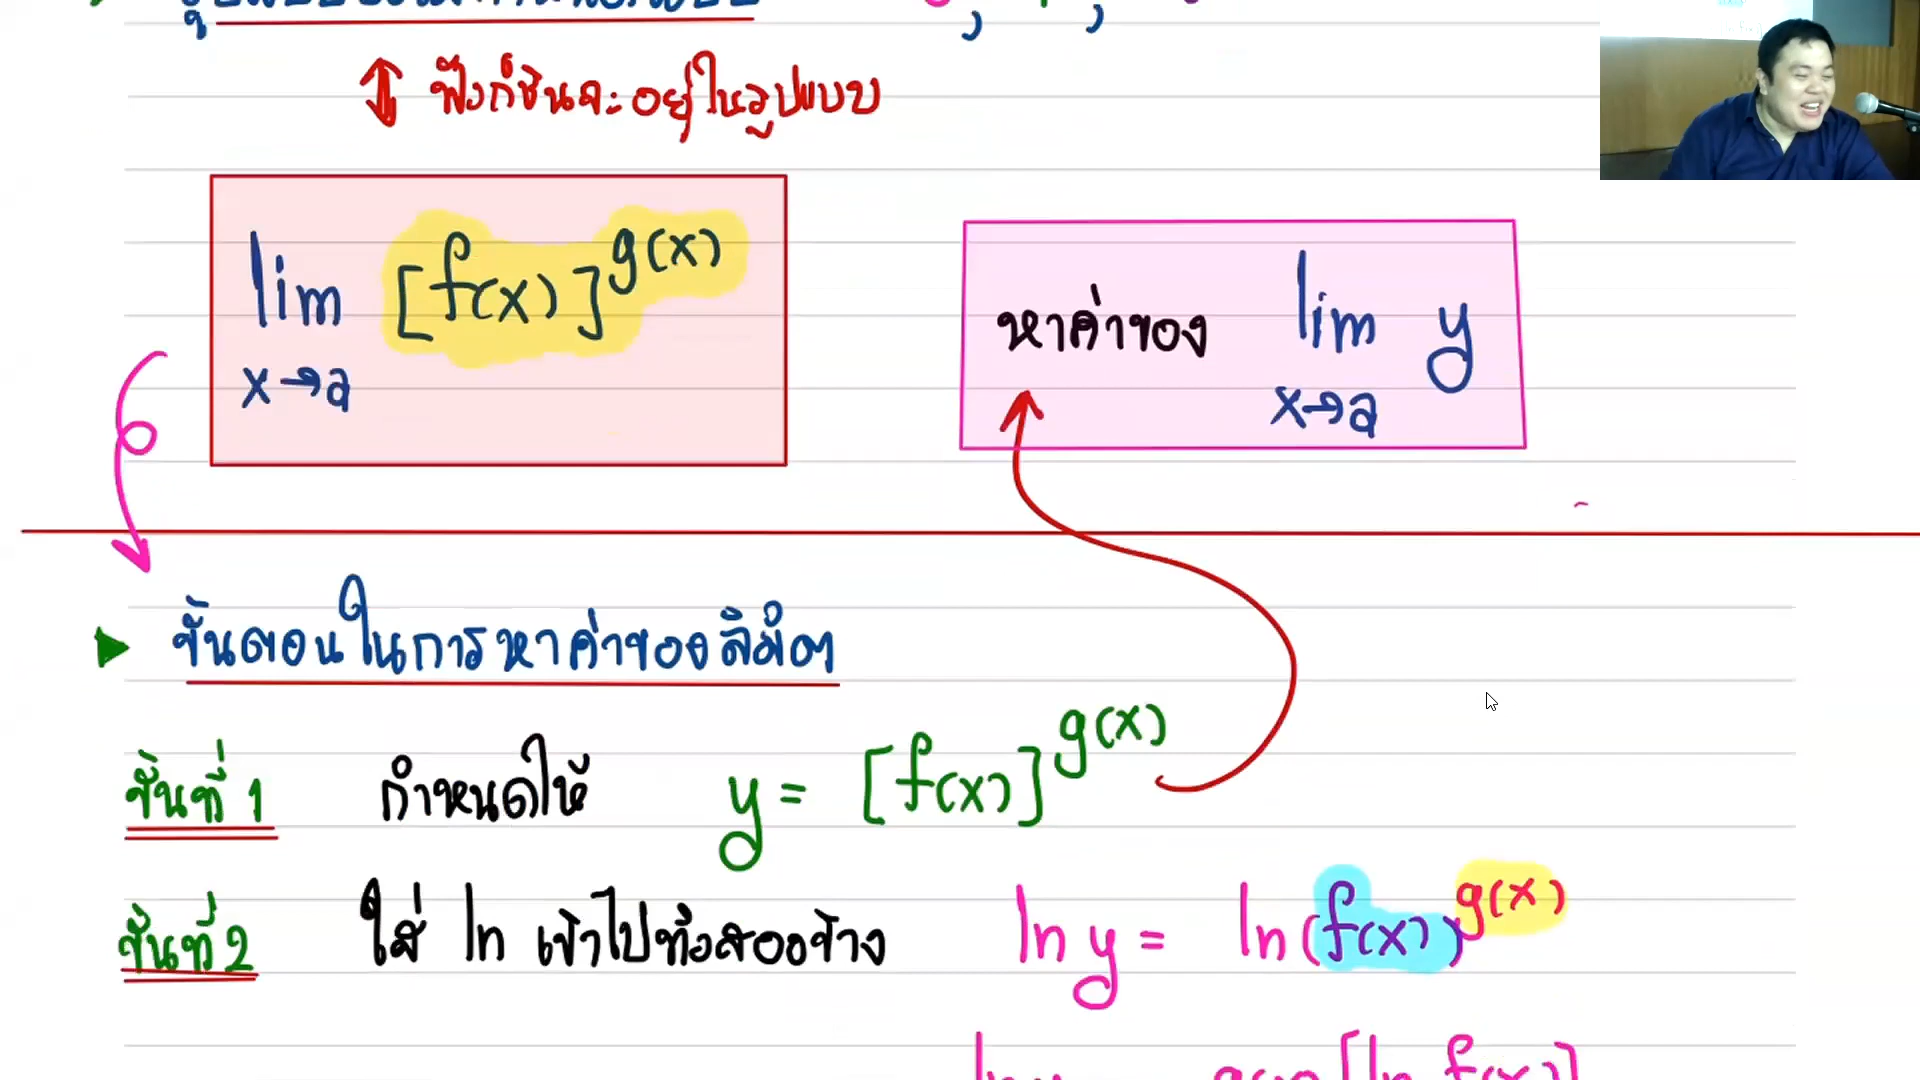 ฟังก์ชันจะอยู่ในรูปแบบ
lim [f(x)]^g(x)
x→a
หาค่าของ lim y
x→a
ขั้นตอนในการหาค่าของลิมิต
ขั้นที่ 1 กำหนดให้ y = [f(x)]^g(x)
ขั้นที่ 2 ใส่ ln เข้าไปทั้งสองข้าง ln y = ln(f(x))^g(x)